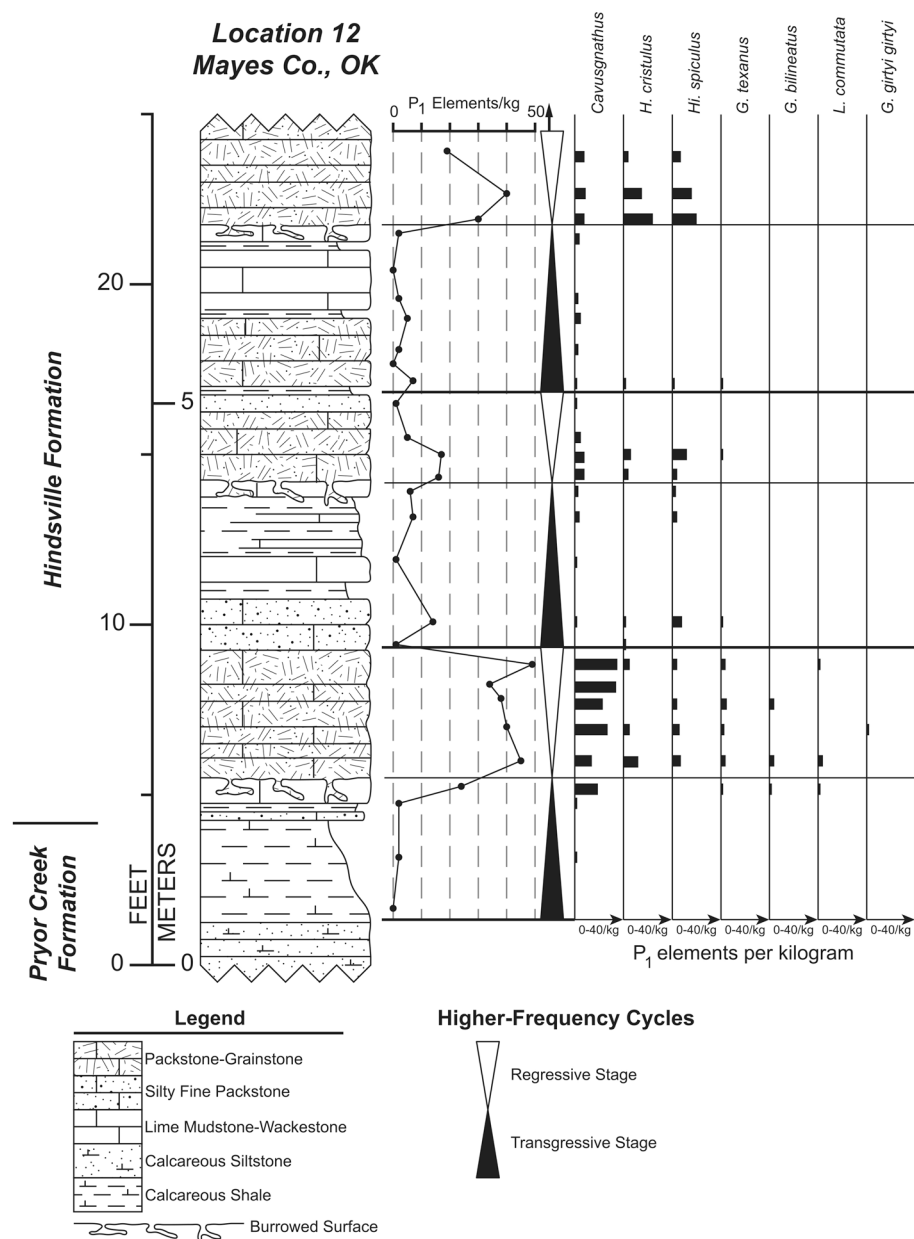 Location 12
Mayes Co., OK
P1 Elements/kg
0
50
Cavusgnathus
H. cristulus
Hi. spiculus
G. texanus
G. bilineatus
L. commutata
G. girtyi girtyi
20
5
10
0
0
Hindsville Formation
Pryor Creek
Formation
FEET
METERS
0-40/kg
0-40/kg
0-40/kg
0-40/kg
0-40/kg
0-40/kg
0-40/kg
P1 elements per kilogram
Legend
Packstone-Grainstone
Silty Fine Packstone
Lime Mudstone-Wackestone
Calcareous Siltstone
Calcareous Shale
Burrowed Surface
Higher-Frequency Cycles
Regressive Stage
Transgressive Stage